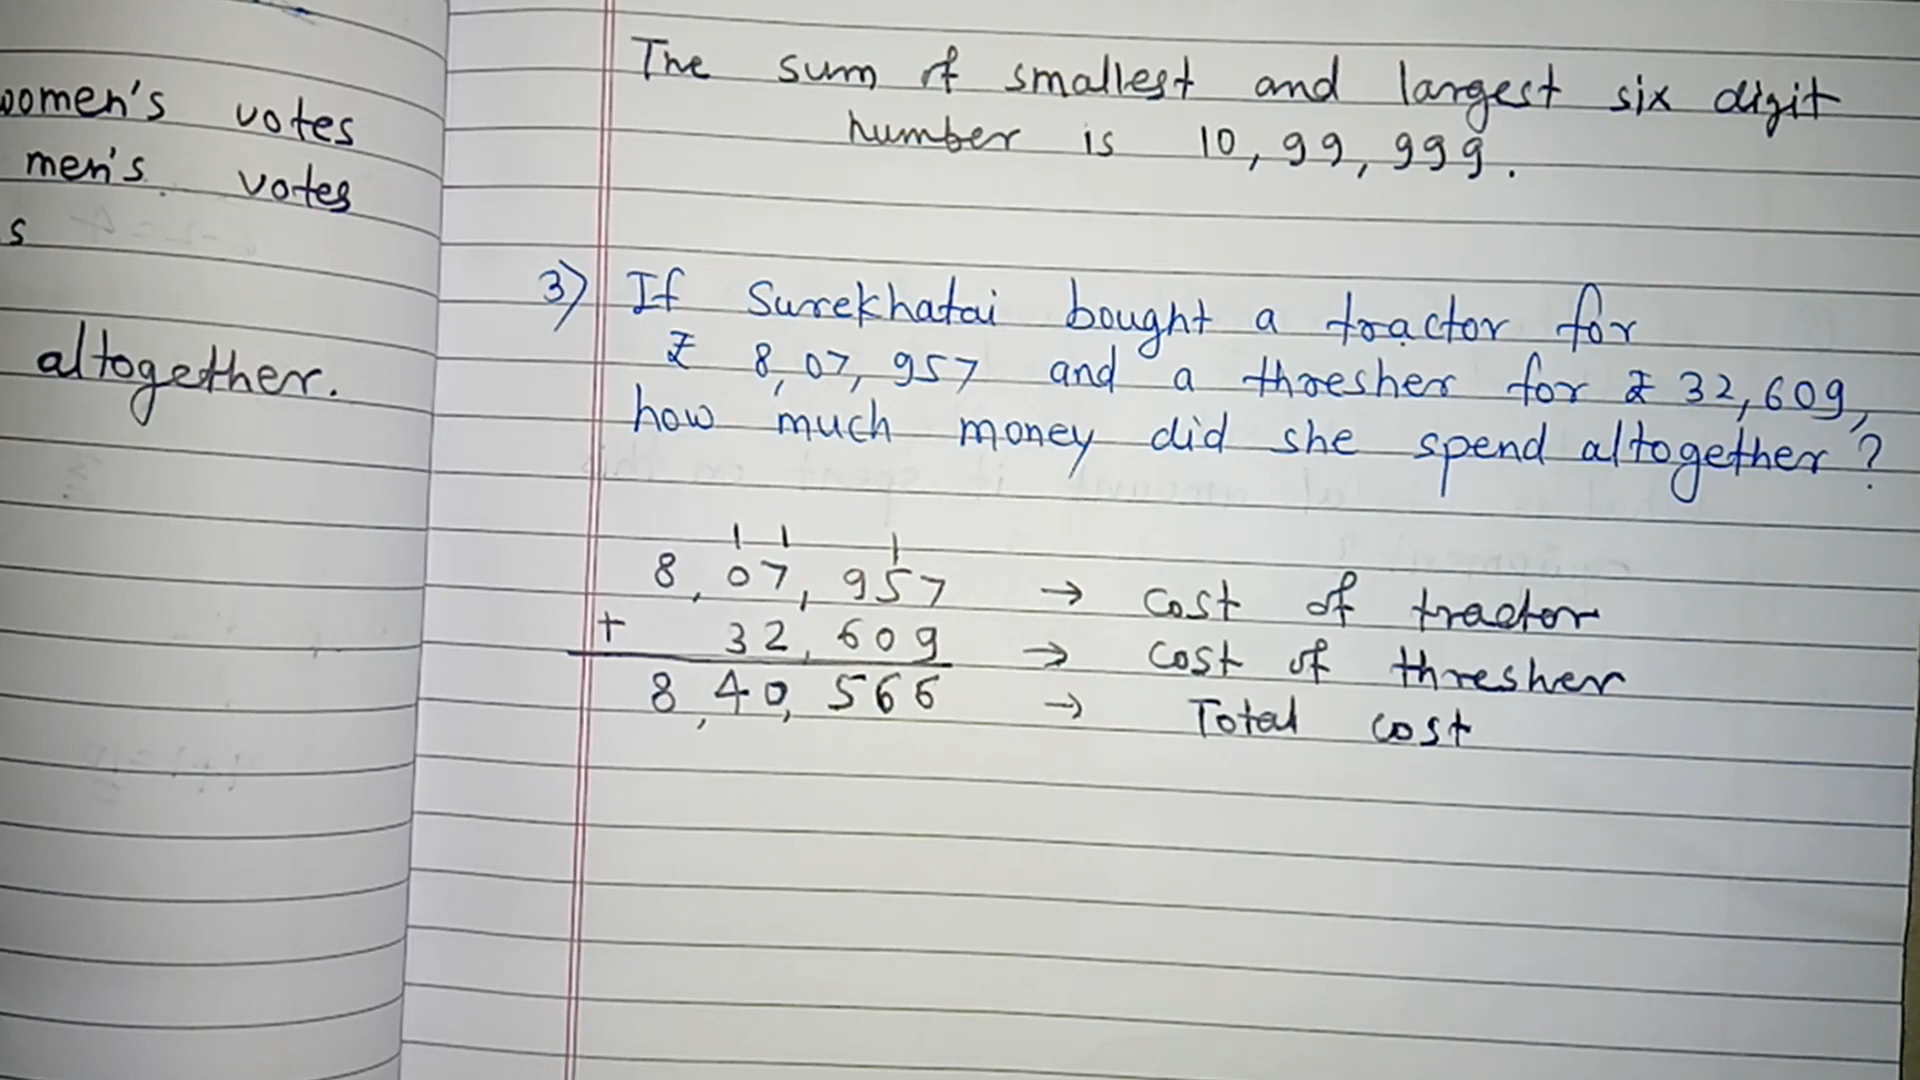 women's votes
men's votes
s
altogether.
The sum of smallest and largest six digit
number is 10,99,999.
3) If Surekhatai bought a tractor for
₹ 8,07,957 and a thresher for ₹ 32,609,
how much money did she spend altogether?
1 1 1
8,07,957 → cost of tractor
+ 32,609 → cost of thresher
8,40,566 → Total cost